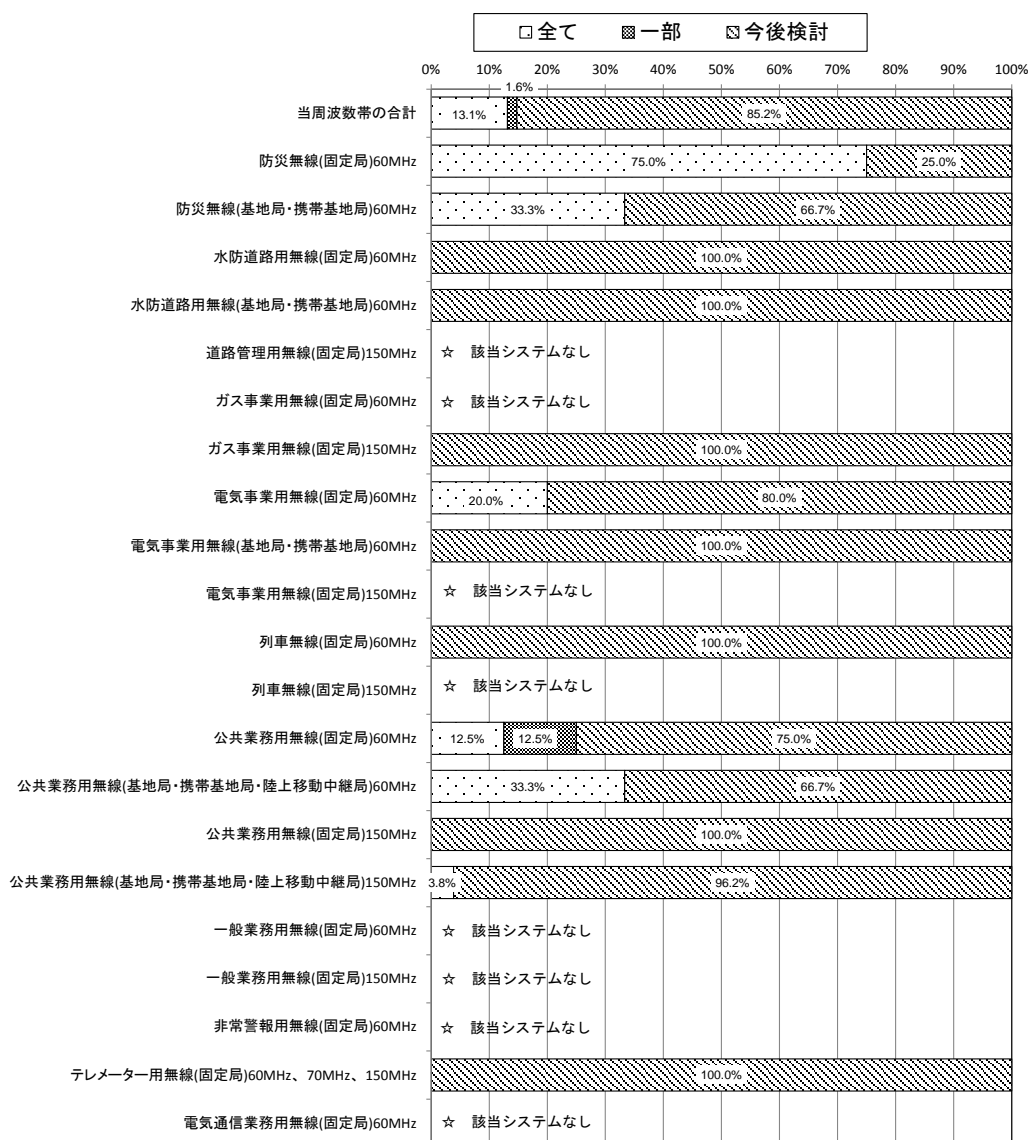 全て 一部 今後検討
0% 10% 20% 30% 40% 50% 60% 70% 80% 90% 100%
1.6%
当周波数帯の合計 13.1% 85.2%
防災無線(固定局)60MHz 75.0% 25.0%
防災無線(基地局・携帯基地局)60MHz 33.3% 66.7%
水防道路用無線(固定局)60MHz 100.0%
水防道路用無線(基地局・携帯基地局)60MHz 100.0%
道路管理用無線(固定局)150MHz ☆ 該当システムなし
ガス事業用無線(固定局)60MHz ☆ 該当システムなし
ガス事業用無線(固定局)150MHz 100.0%
電気事業用無線(固定局)60MHz 20.0% 80.0%
電気事業用無線(基地局・携帯基地局)60MHz 100.0%
電気事業用無線(固定局)150MHz ☆ 該当システムなし
列車無線(固定局)60MHz 100.0%
列車無線(固定局)150MHz ☆ 該当システムなし
公共業務用無線(固定局)60MHz 12.5% 12.5% 75.0%
公共業務用無線(基地局・携帯基地局・陸上移動中継局)60MHz 33.3% 66.7%
公共業務用無線(固定局)150MHz 100.0%
公共業務用無線(基地局・携帯基地局・陸上移動中継局)150MHz 3.8% 96.2%
一般業務用無線(固定局)60MHz ☆ 該当システムなし
一般業務用無線(固定局)150MHz ☆ 該当システムなし
非常警報用無線(固定局)60MHz ☆ 該当システムなし
テレメーター用無線(固定局)60MHz、70MHz、150MHz 100.0%
電気通信業務用無線(固定局)60MHz ☆ 該当システムなし